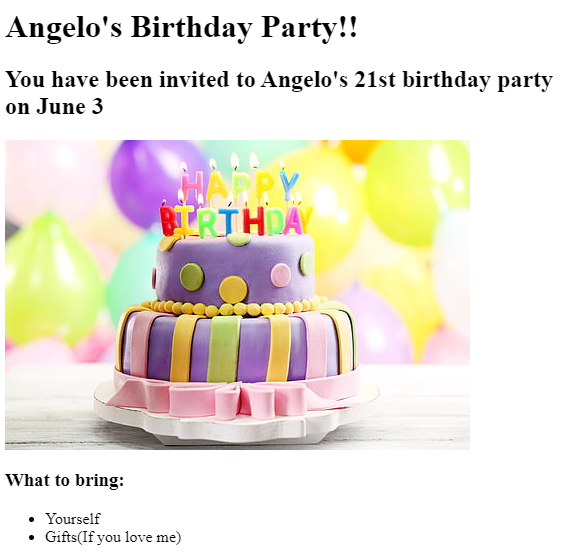 Angelo's Birthday Party!!
You have been invited to Angelo's 21st birthday party
on June 3
HAPPY
BIRTHDAY
What to bring:
Yourself
Gifts(If you love me)